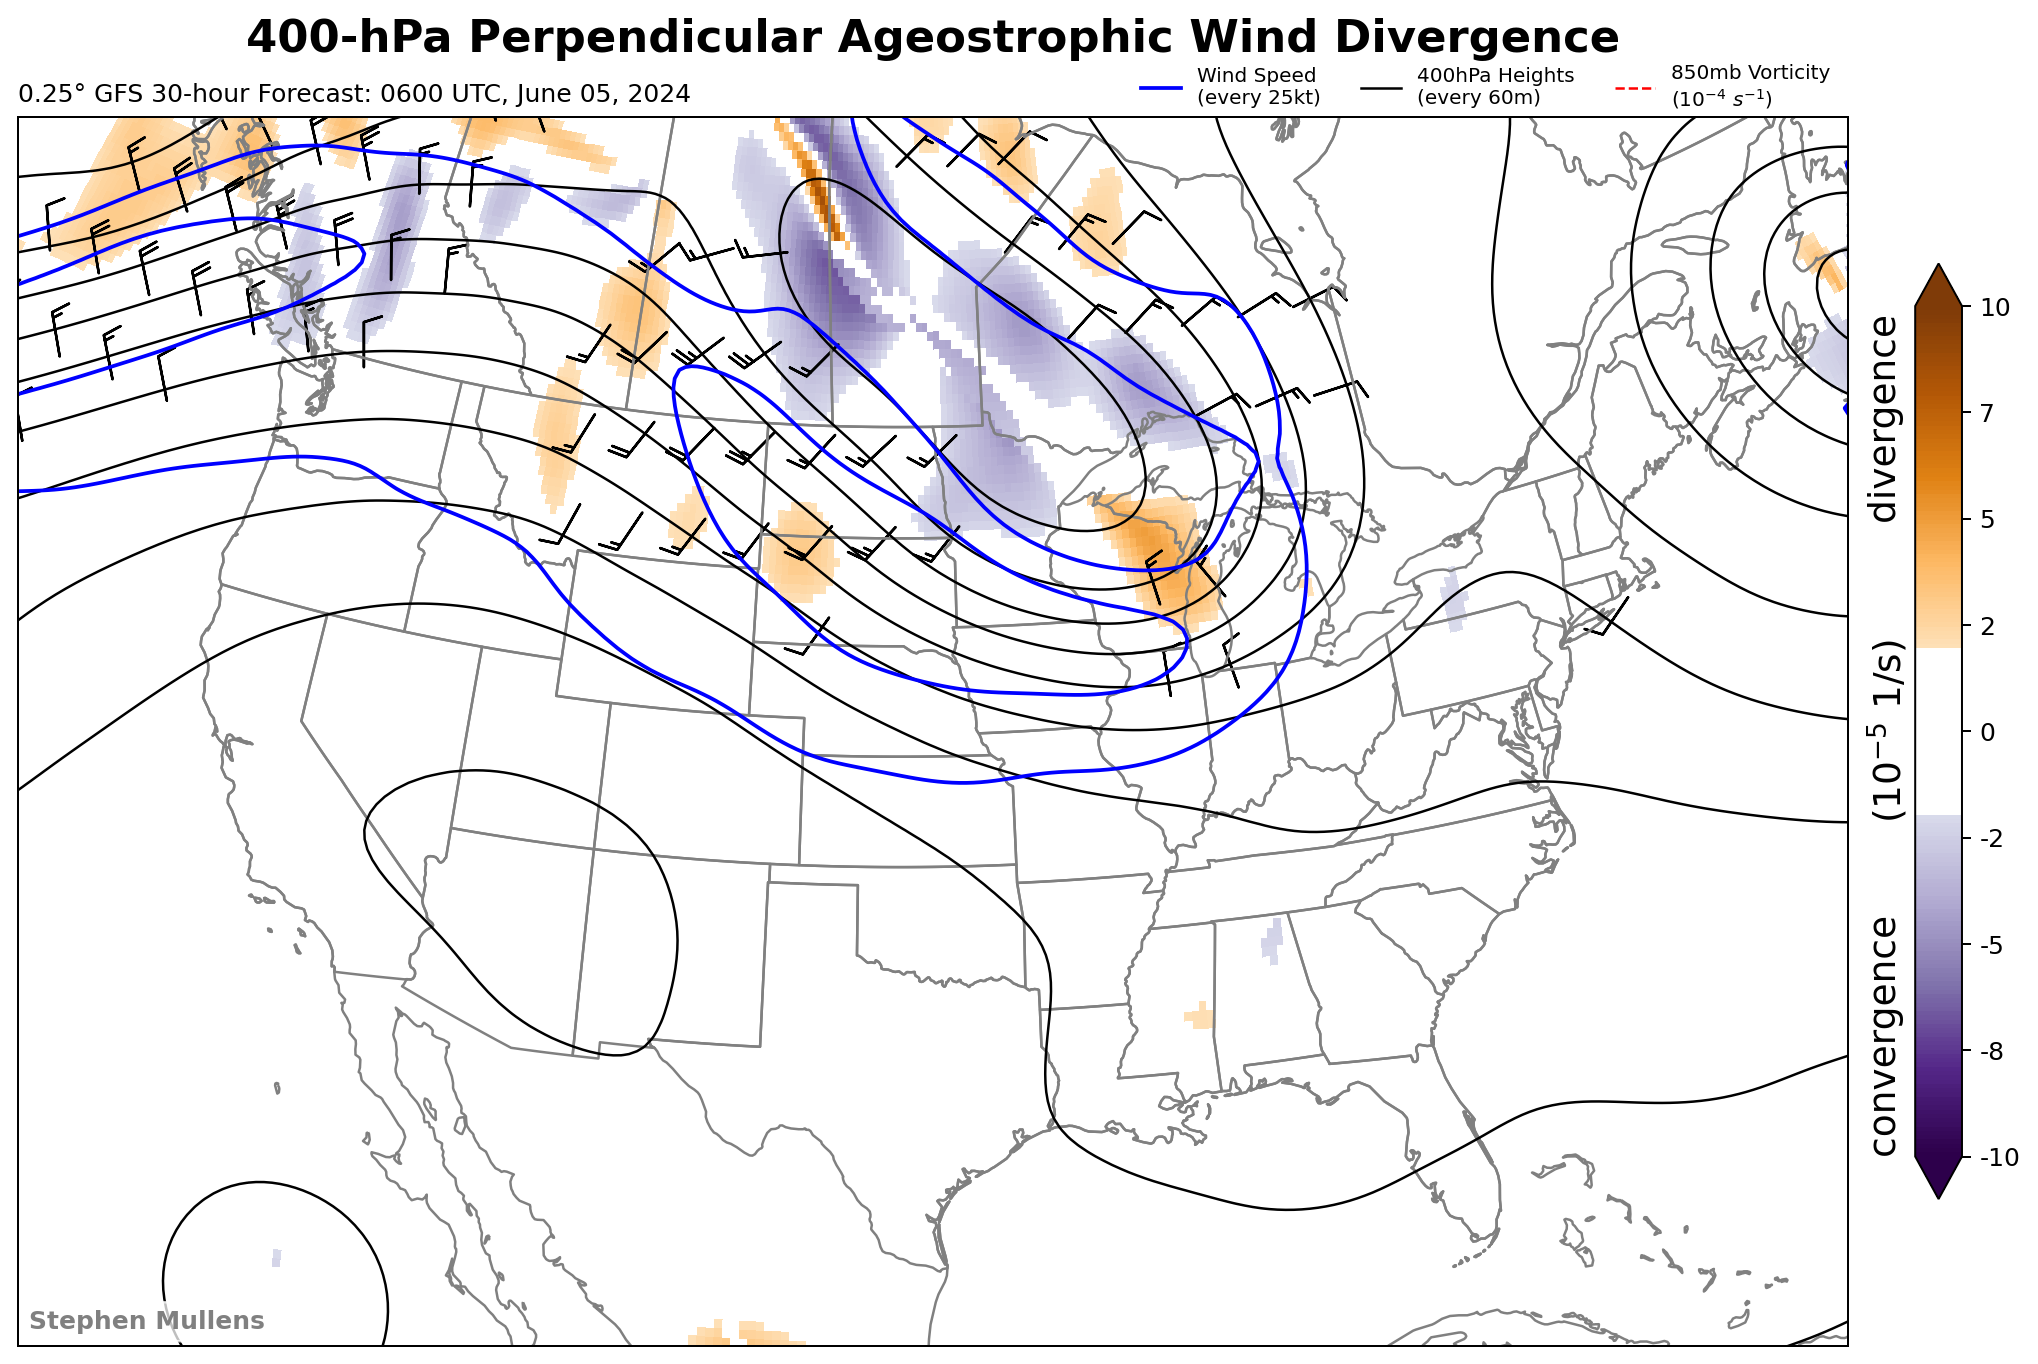 400-hPa Perpendicular Ageostrophic Wind Divergence
0.25° GFS 30-hour Forecast: 0600 UTC, June 05, 2024
Wind Speed
(every 25kt)
400hPa Heights
(every 60m)
850mb Vorticity
(10⁻⁴ s⁻¹)
10
7
5
2
0
-2
-5
-8
-10
convergence (10⁻⁵ 1/s) divergence
Stephen Mullens